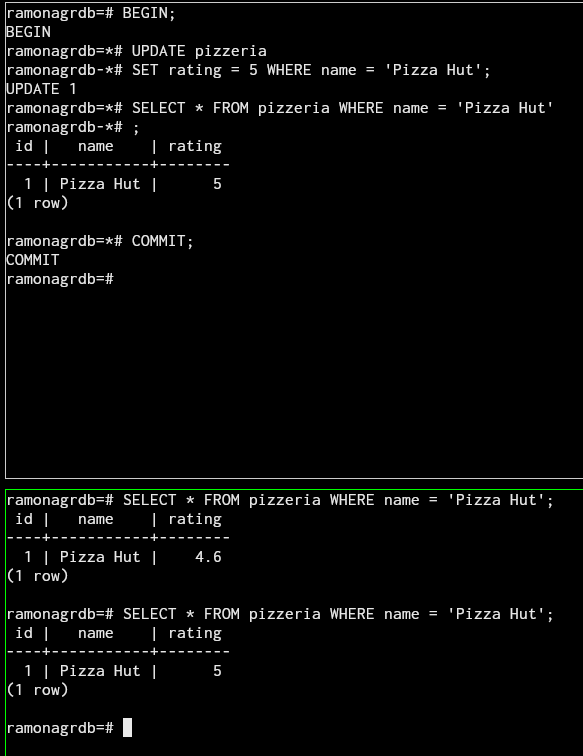 ramonagrdb=# BEGIN;
BEGIN
ramonagrdb=*# UPDATE pizzeria
ramonagrdb-*# SET rating = 5 WHERE name = 'Pizza Hut';
UPDATE 1
ramonagrdb=*# SELECT * FROM pizzeria WHERE name = 'Pizza Hut'
ramonagrdb-*# ;
 id |   name    | rating
----+-----------+--------
  1 | Pizza Hut |      5
(1 row)

ramonagrdb=*# COMMIT;
COMMIT
ramonagrdb=#
ramonagrdb=# SELECT * FROM pizzeria WHERE name = 'Pizza Hut';
 id |   name    | rating
----+-----------+--------
  1 | Pizza Hut |    4.6
(1 row)

ramonagrdb=# SELECT * FROM pizzeria WHERE name = 'Pizza Hut';
 id |   name    | rating
----+-----------+--------
  1 | Pizza Hut |      5
(1 row)

ramonagrdb=#